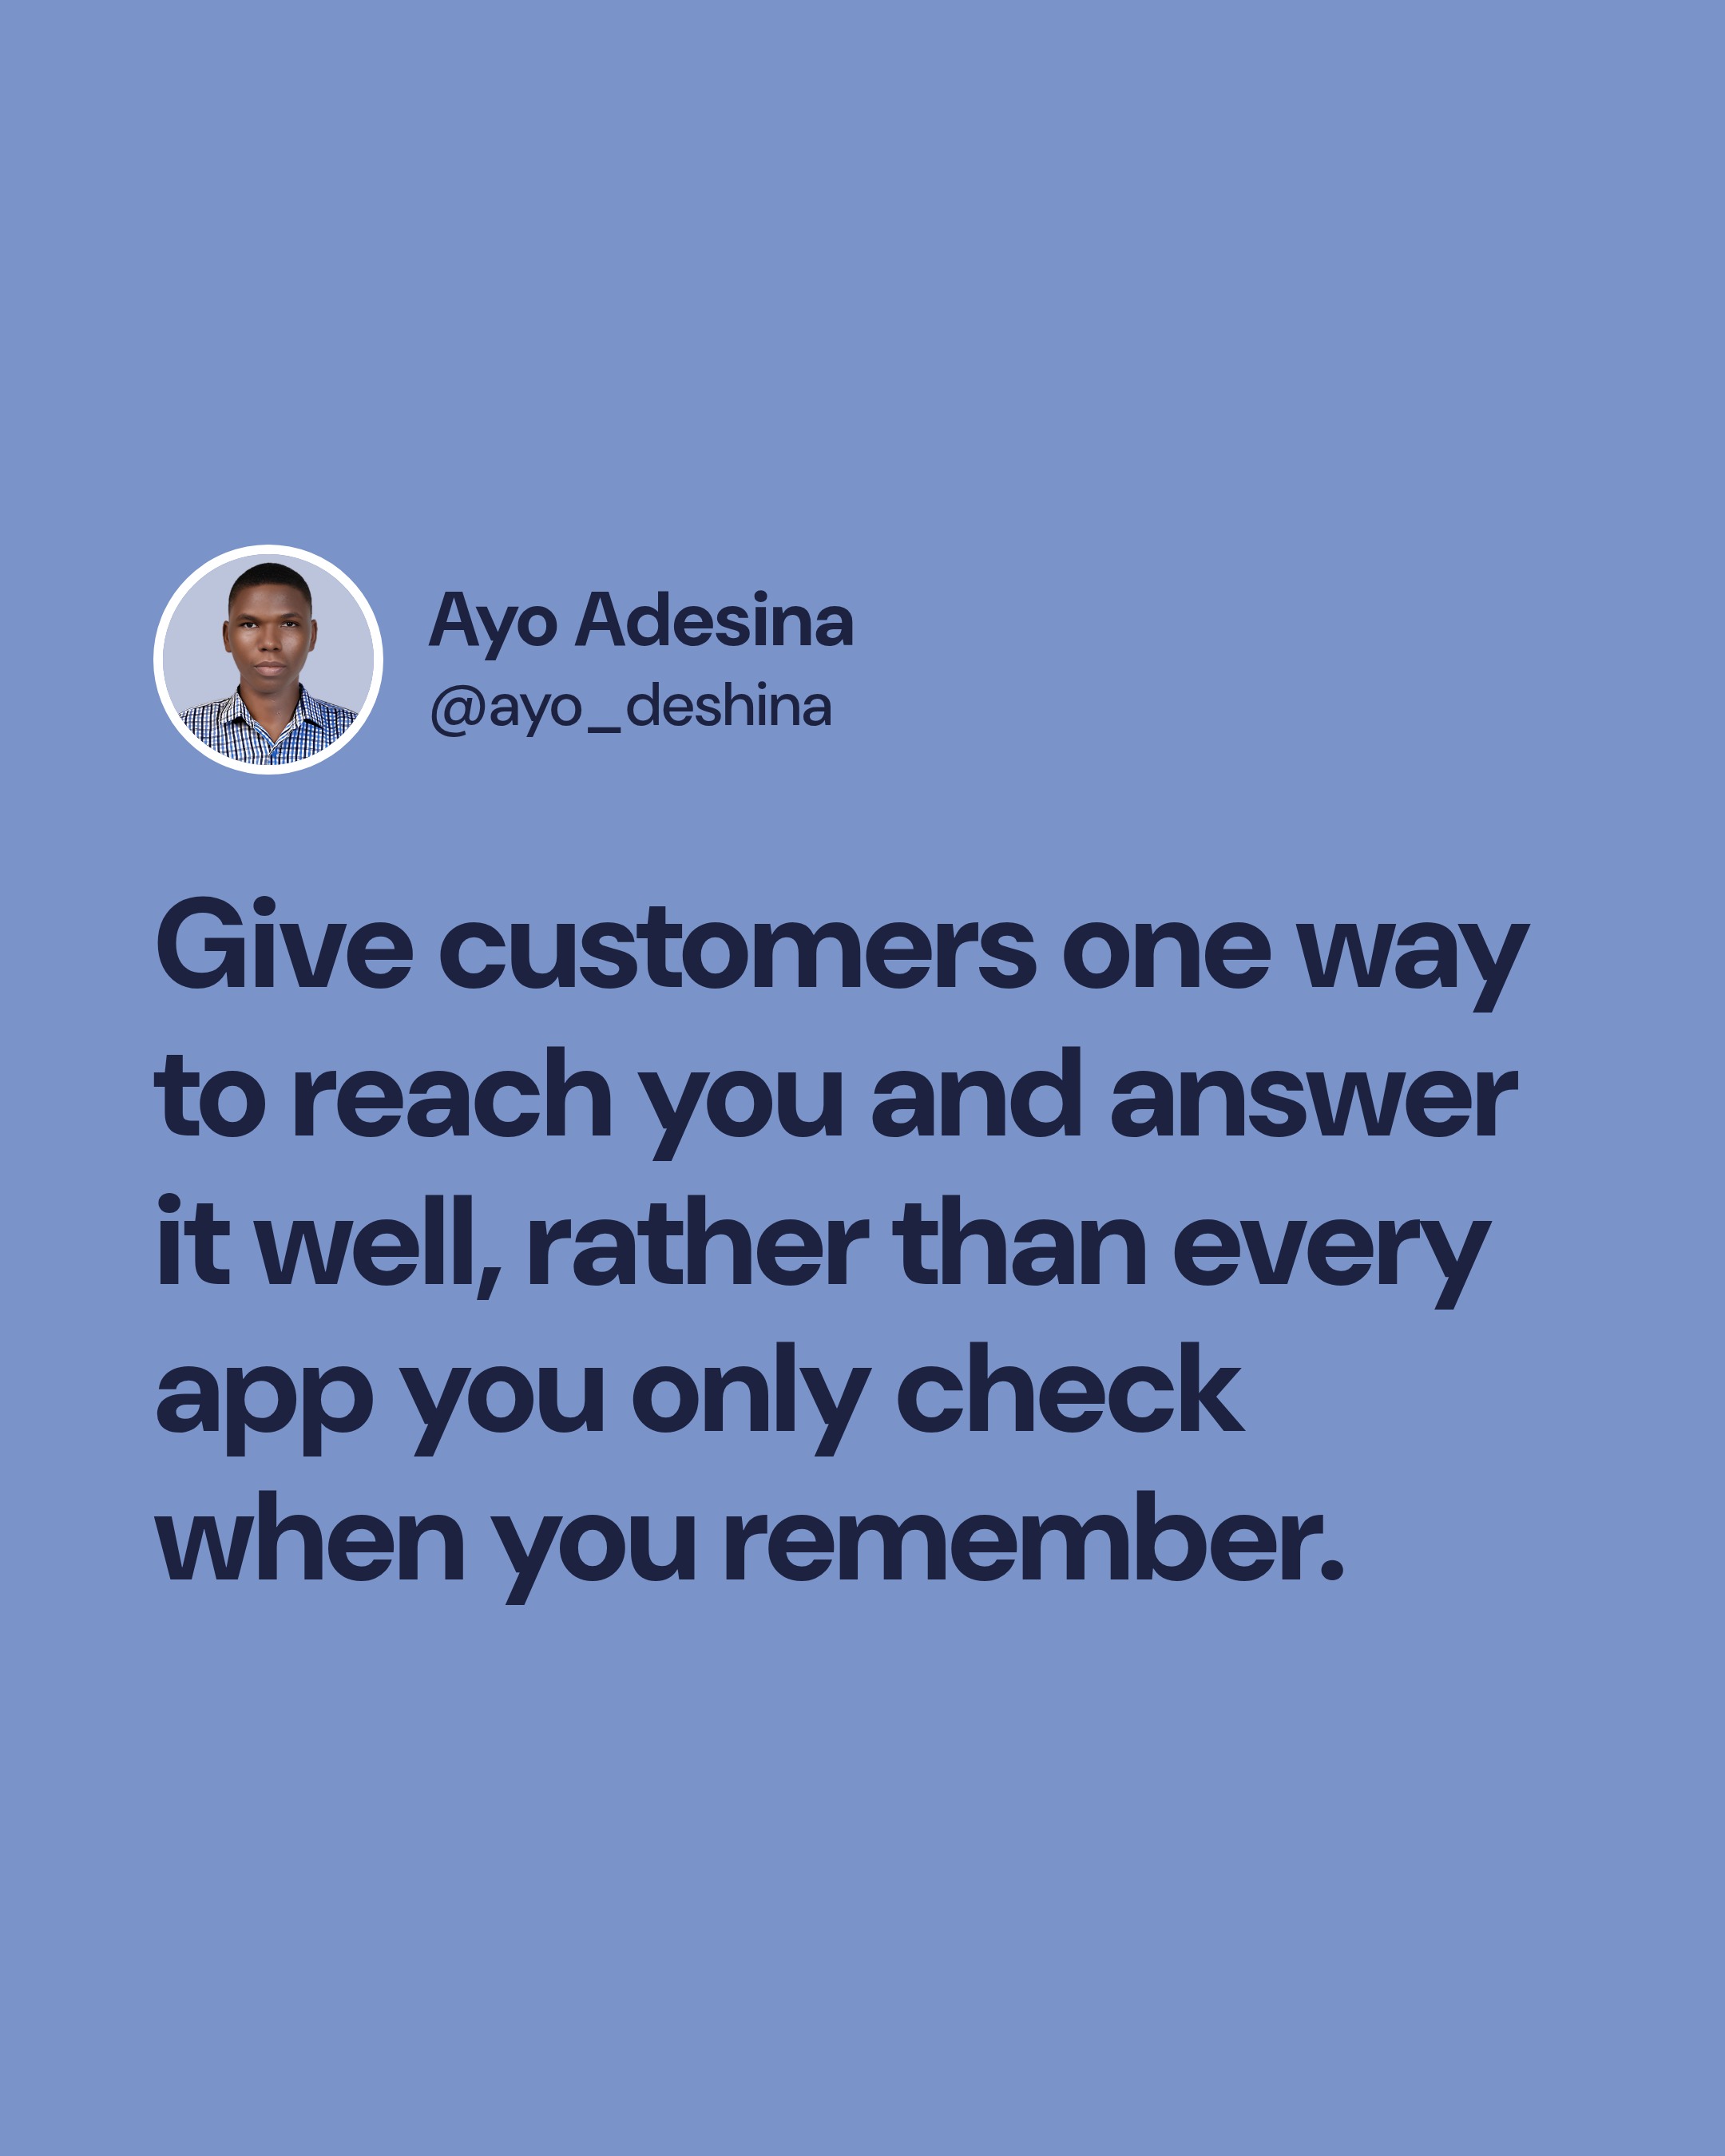 Ayo Adesina
@ayo_deshina
Give customers one way
to reach you and answer
it well, rather than every
app you only check
when you remember.